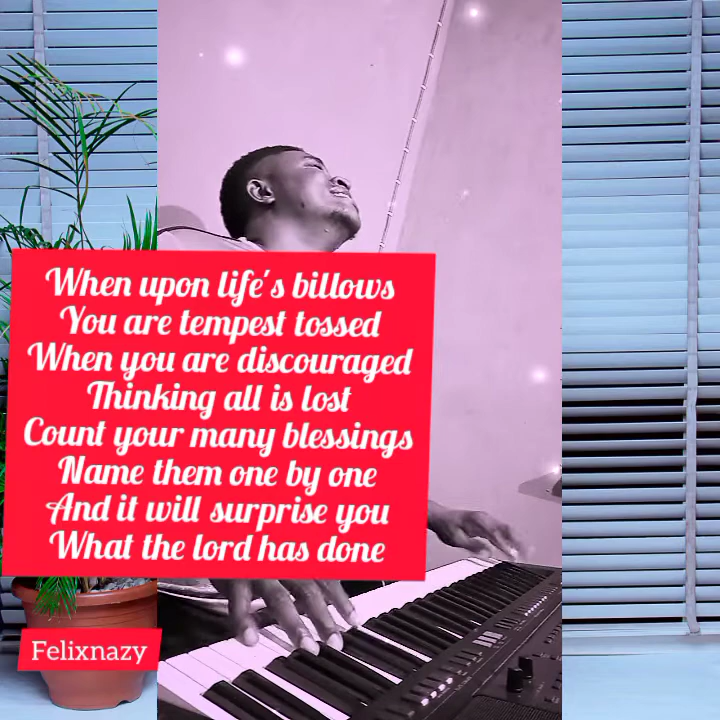 When upon life's billows
You are tempest tossed
When you are discouraged
Thinking all is lost
Count your many blessings
Name them one by one
And it will surprise you
What the lord has done
Felixnazy